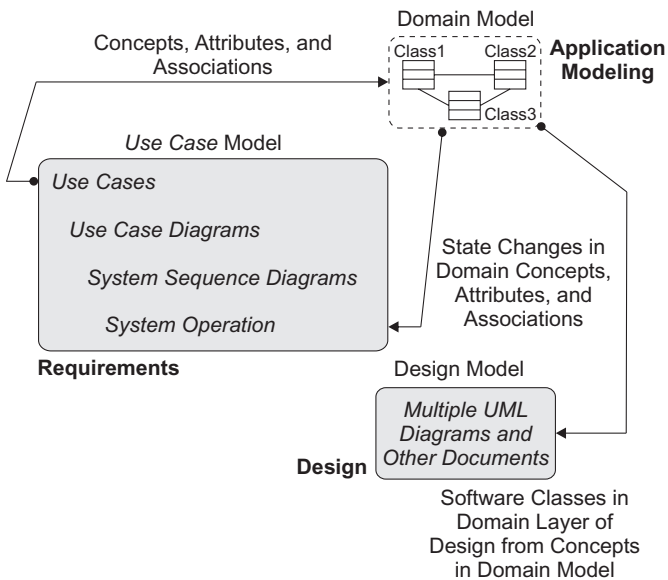 Domain Model
Concepts, Attributes, and
Associations
Class1
Class2
Class3
Application
Modeling
Use Case Model
Use Cases
Use Case Diagrams
System Sequence Diagrams
System Operation
Requirements
State Changes in
Domain Concepts,
Attributes, and
Associations
Design Model
Multiple UML
Diagrams and
Other Documents
Design
Software Classes in
Domain Layer of
Design from Concepts
in Domain Model